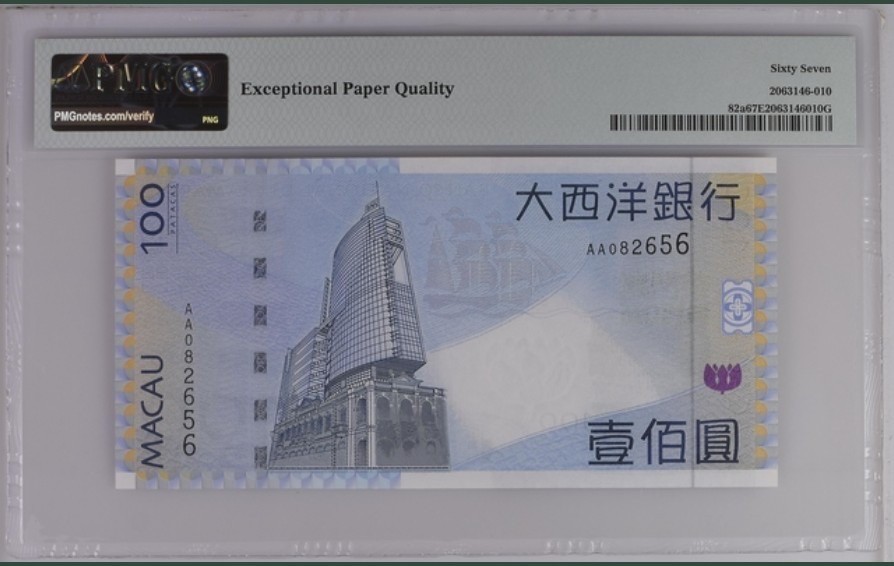 PMG
PMGnotes.com/verify
PNG
Exceptional Paper Quality
Sixty Seven
2063146-010
82a67E2063146010G
100
PATACAS
大西洋銀行
AA082656
AA082656
MACAU
壹佰圓